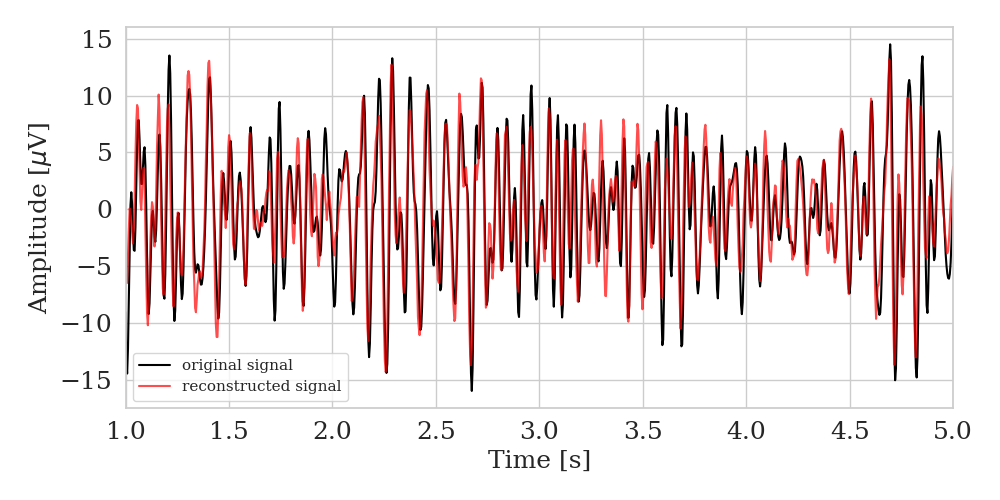 Amplitude [μV]
15
10
5
0
−5
−10
−15
original signal
reconstructed signal
1.0 1.5 2.0 2.5 3.0 3.5 4.0 4.5 5.0
Time [s]